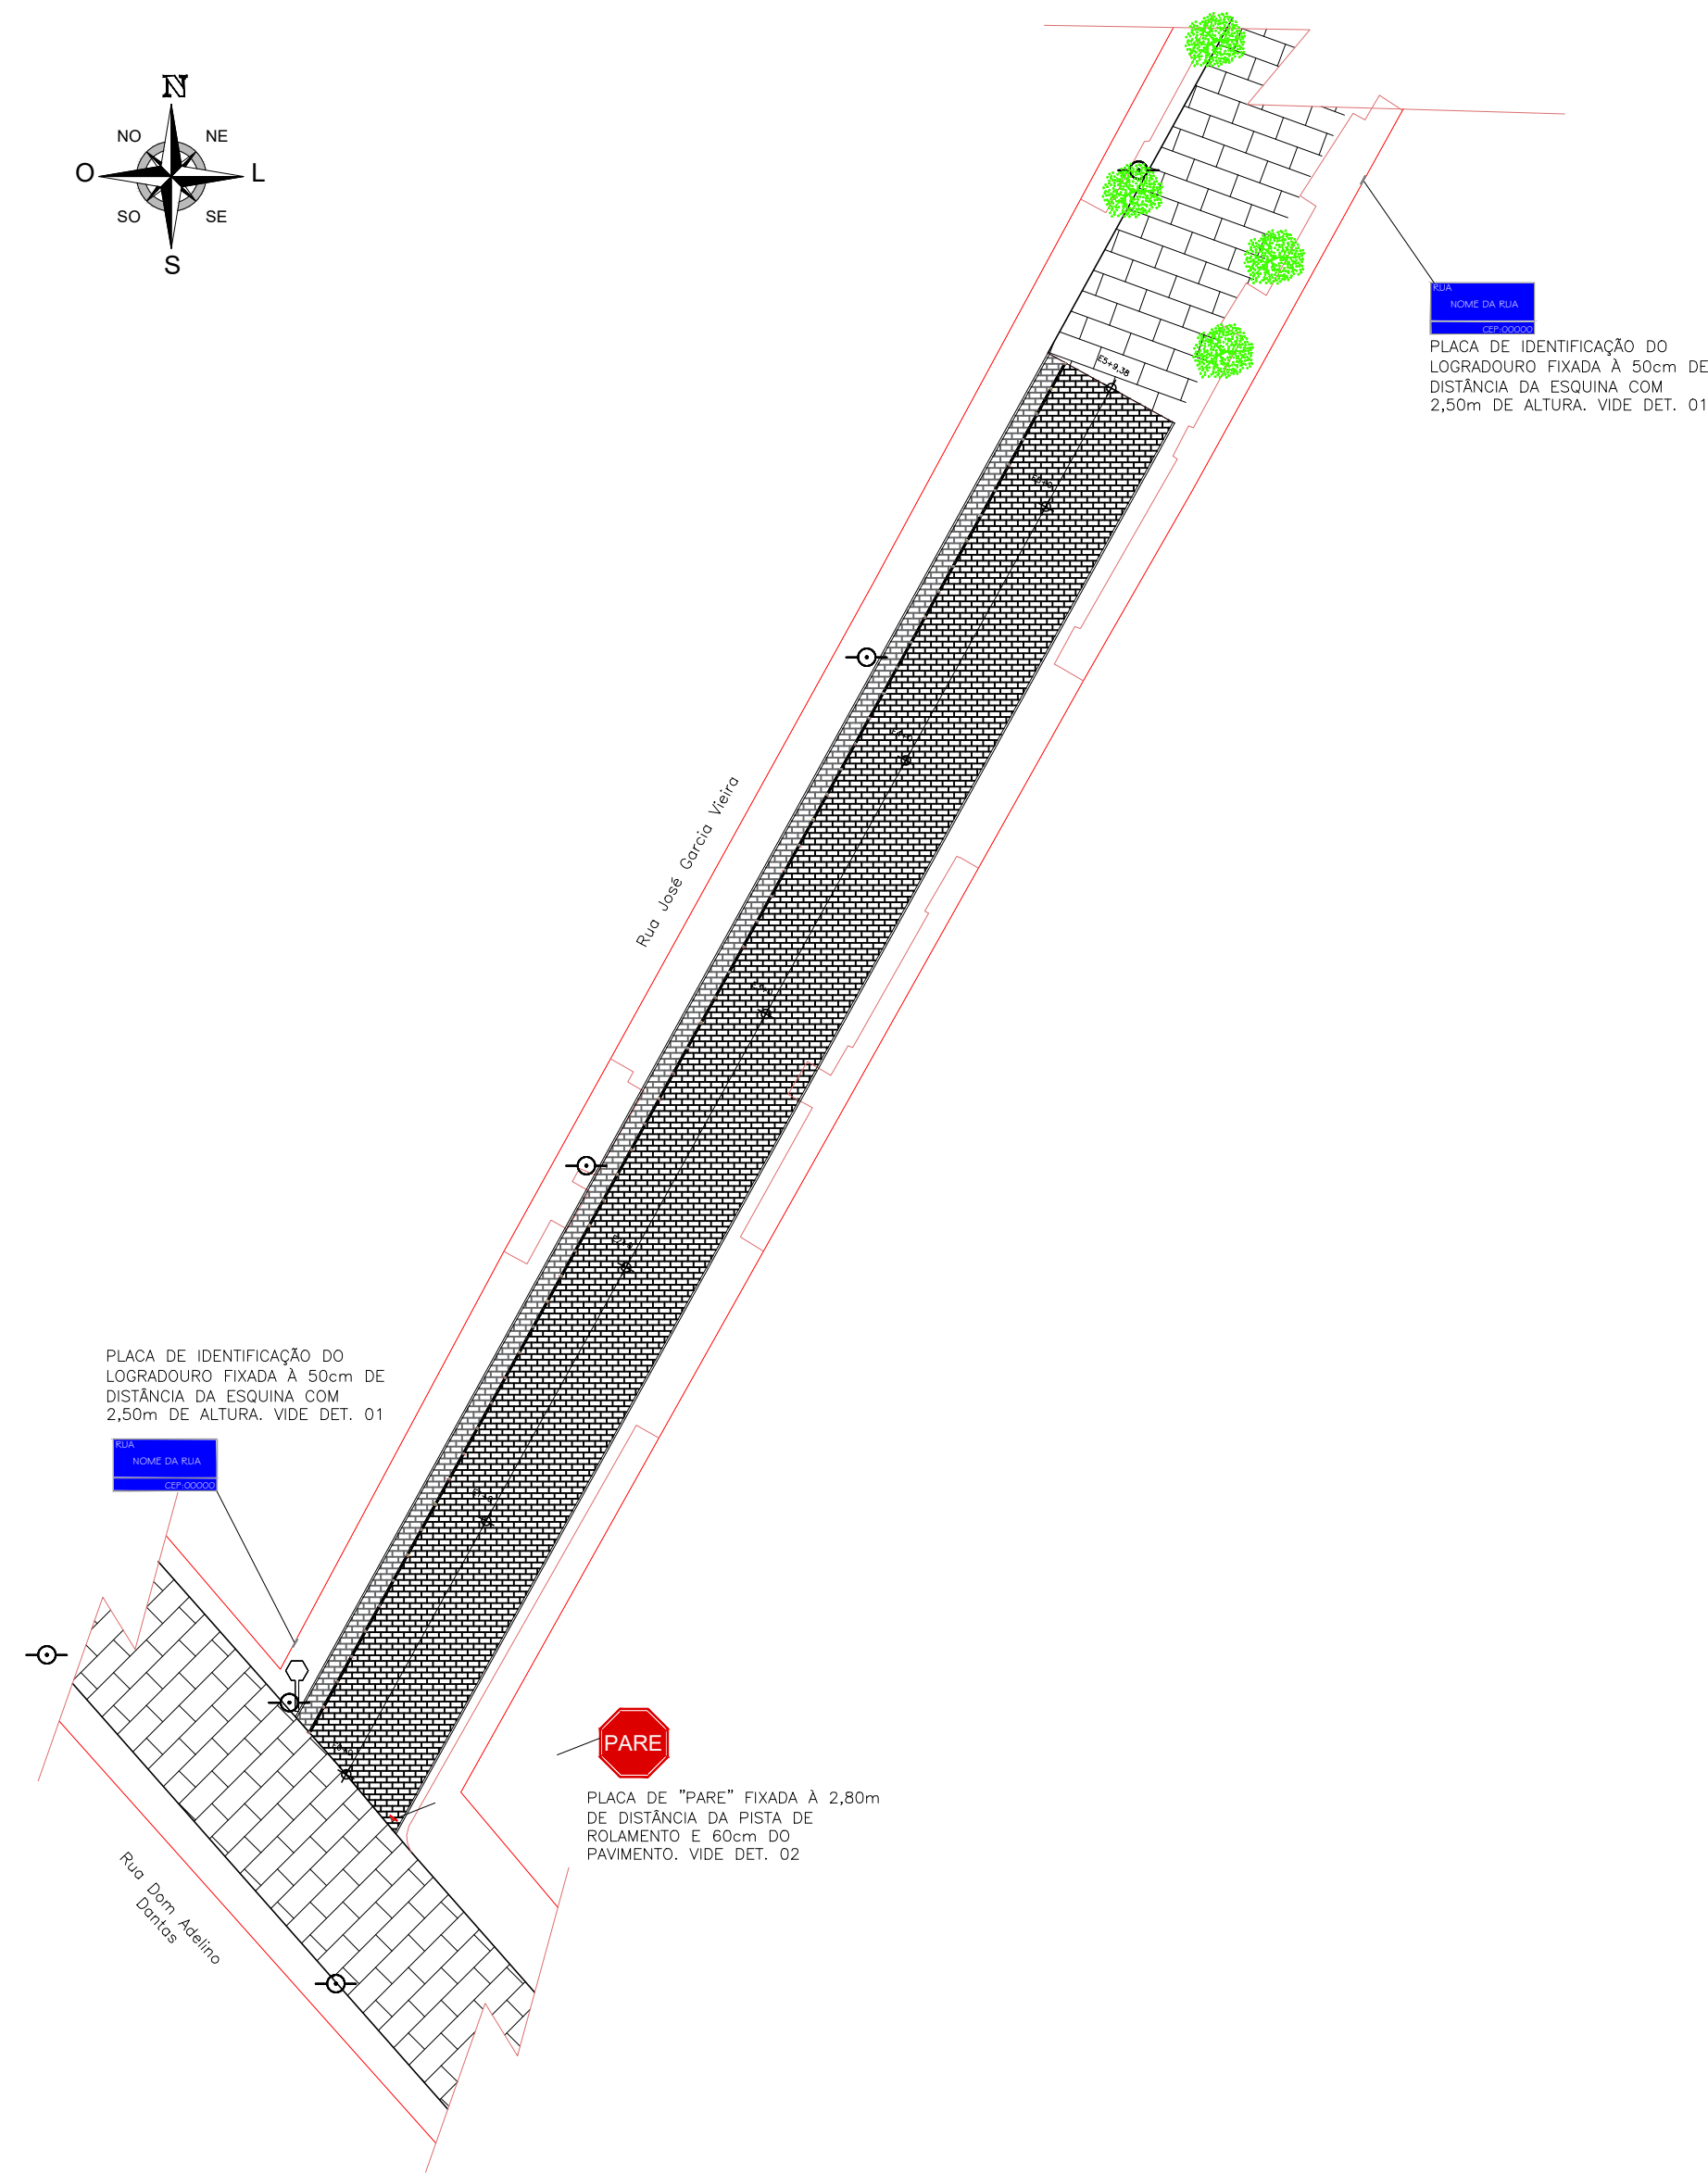 N
NO
NE
O
L
SO
SE
S
RUA
NOME DA RUA
CEP:00000
PLACA DE IDENTIFICAÇÃO DO
LOGRADOURO FIXADA À 50cm DE
DISTÂNCIA DA ESQUINA COM
2,50m DE ALTURA. VIDE DET. 01
E5+9,38
Rua José Garcia Vieira
PLACA DE IDENTIFICAÇÃO DO
LOGRADOURO FIXADA À 50cm DE
DISTÂNCIA DA ESQUINA COM
2,50m DE ALTURA. VIDE DET. 01
RUA
NOME DA RUA
CEP:00000
PARE
PLACA DE "PARE" FIXADA À 2,80m
DE DISTÂNCIA DA PISTA DE
ROLAMENTO E 60cm DO
PAVIMENTO. VIDE DET. 02
Rua Dom Adelino
Dantas